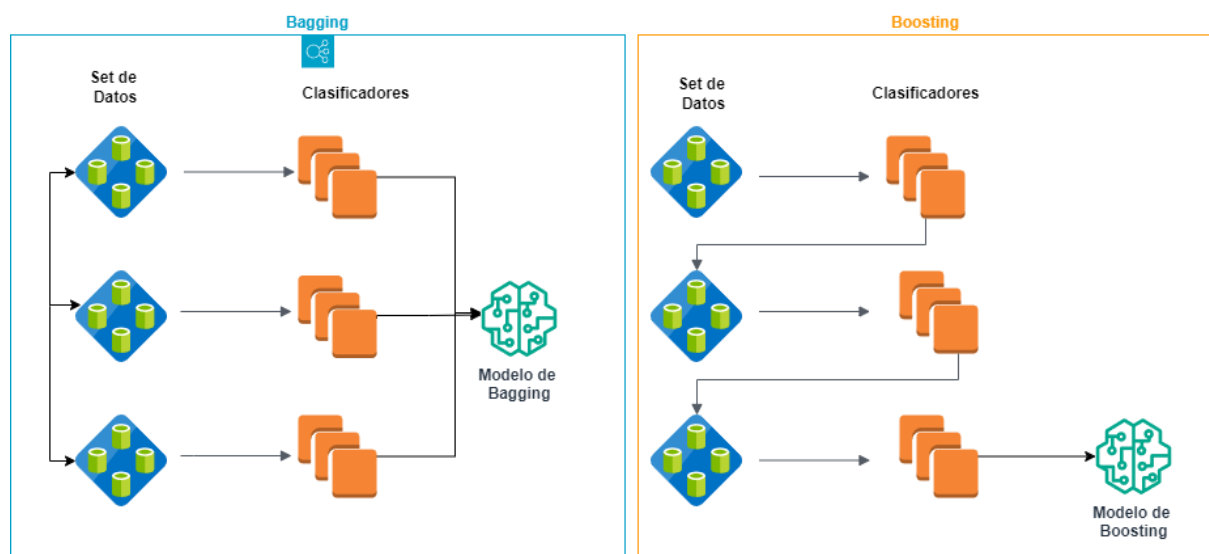 Bagging
Set de
Datos
Clasificadores
Modelo de
Bagging
Boosting
Set de
Datos
Clasificadores
Modelo de
Boosting